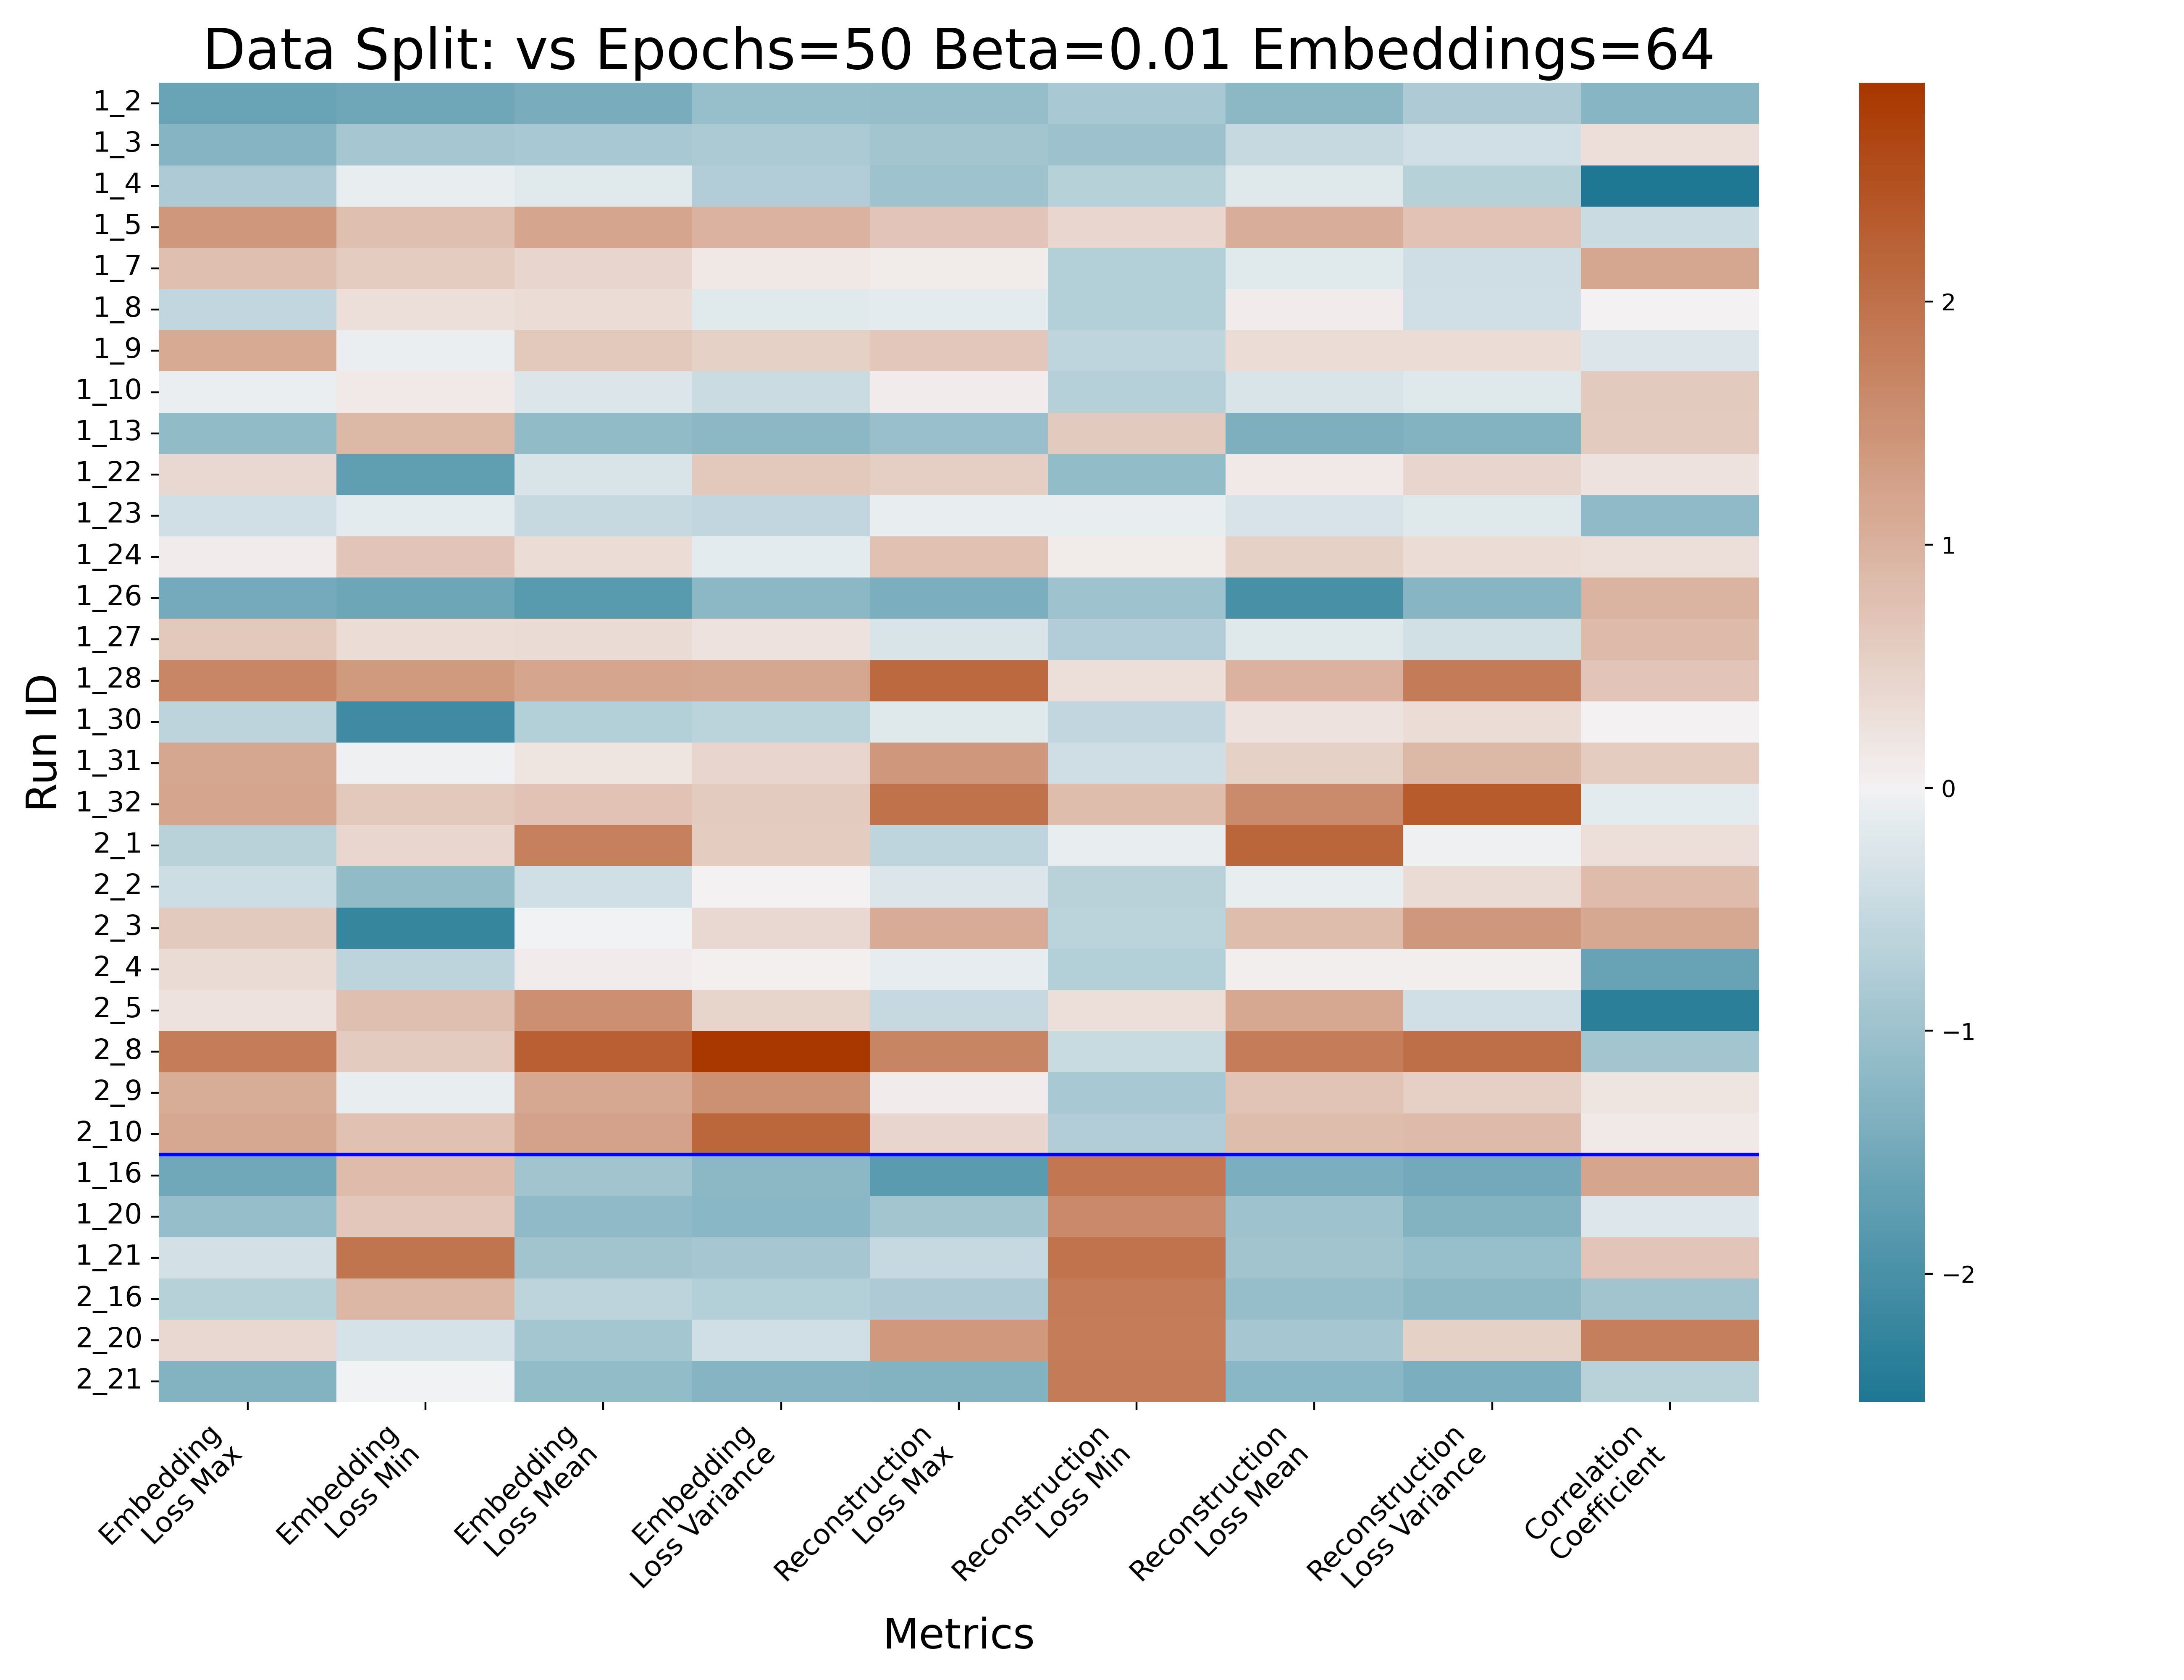 Data Split: vs Epochs=50 Beta=0.01 Embeddings=64
Run ID
1_2
1_3
1_4
1_5
1_7
1_8
1_9
1_10
1_13
1_22
1_23
1_24
1_26
1_27
1_28
1_30
1_31
1_32
2_1
2_2
2_3
2_4
2_5
2_8
2_9
2_10
1_16
1_20
1_21
2_16
2_20
2_21
Embedding
Loss Max
Embedding
Loss Min
Embedding
Loss Mean
Embedding
Loss Variance
Reconstruction
Loss Max
Reconstruction
Loss Min
Reconstruction
Loss Mean
Reconstruction
Loss Variance
Correlation
Coefficient
Metrics
2
1
0
−1
−2